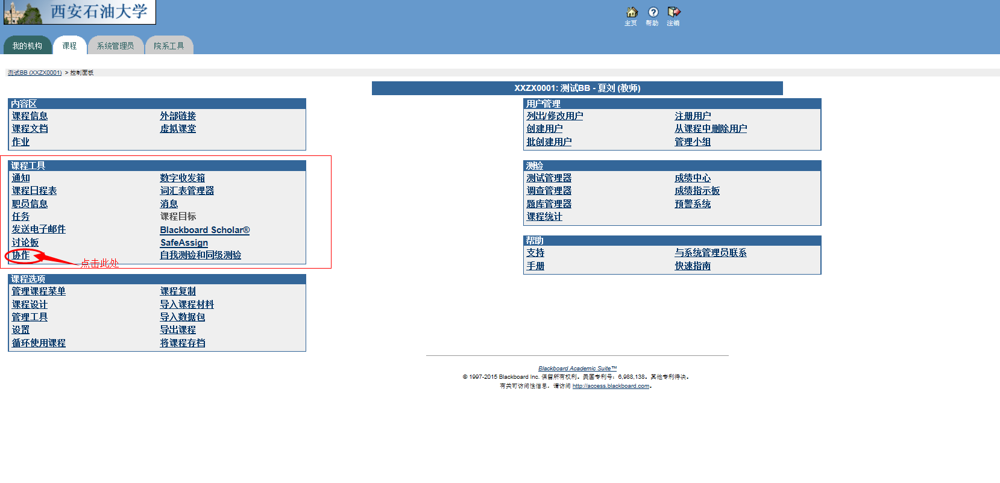 西安石油大学
主页 帮助 注销
我的机构 课程 系统管理员 院系工具
测试BB (XXZX0001) > 控制面板
XXZX0001: 测试BB - 夏刘 (教师)
内容区
课程信息 外部链接
课程文档 虚拟课堂
作业
课程工具
通知 数字收发箱
课程日程表 词汇表管理器
职员信息 消息
任务 课程目标
发送电子邮件 Blackboard Scholar®
讨论板 SafeAssign
协作 自我测验和同级测验
点击此处
课程选项
管理课程菜单 课程复制
课程设计 导入课程材料
管理工具 导入数据包
设置 导出课程
循环使用课程 将课程存档
用户管理
列出/修改用户 注册用户
创建用户 从课程中删除用户
批创建用户 管理小组
测验
测试管理器 成绩中心
调查管理器 成绩指示板
题库管理器 预警系统
课程统计
帮助
支持 与系统管理员联系
手册 快速指南
Blackboard Academic Suite™
© 1997-2015 Blackboard Inc. 保留所有权利。美国专利号：6,988,138。其他专利待决。
有关可访问性信息，请访问 http://access.blackboard.com。